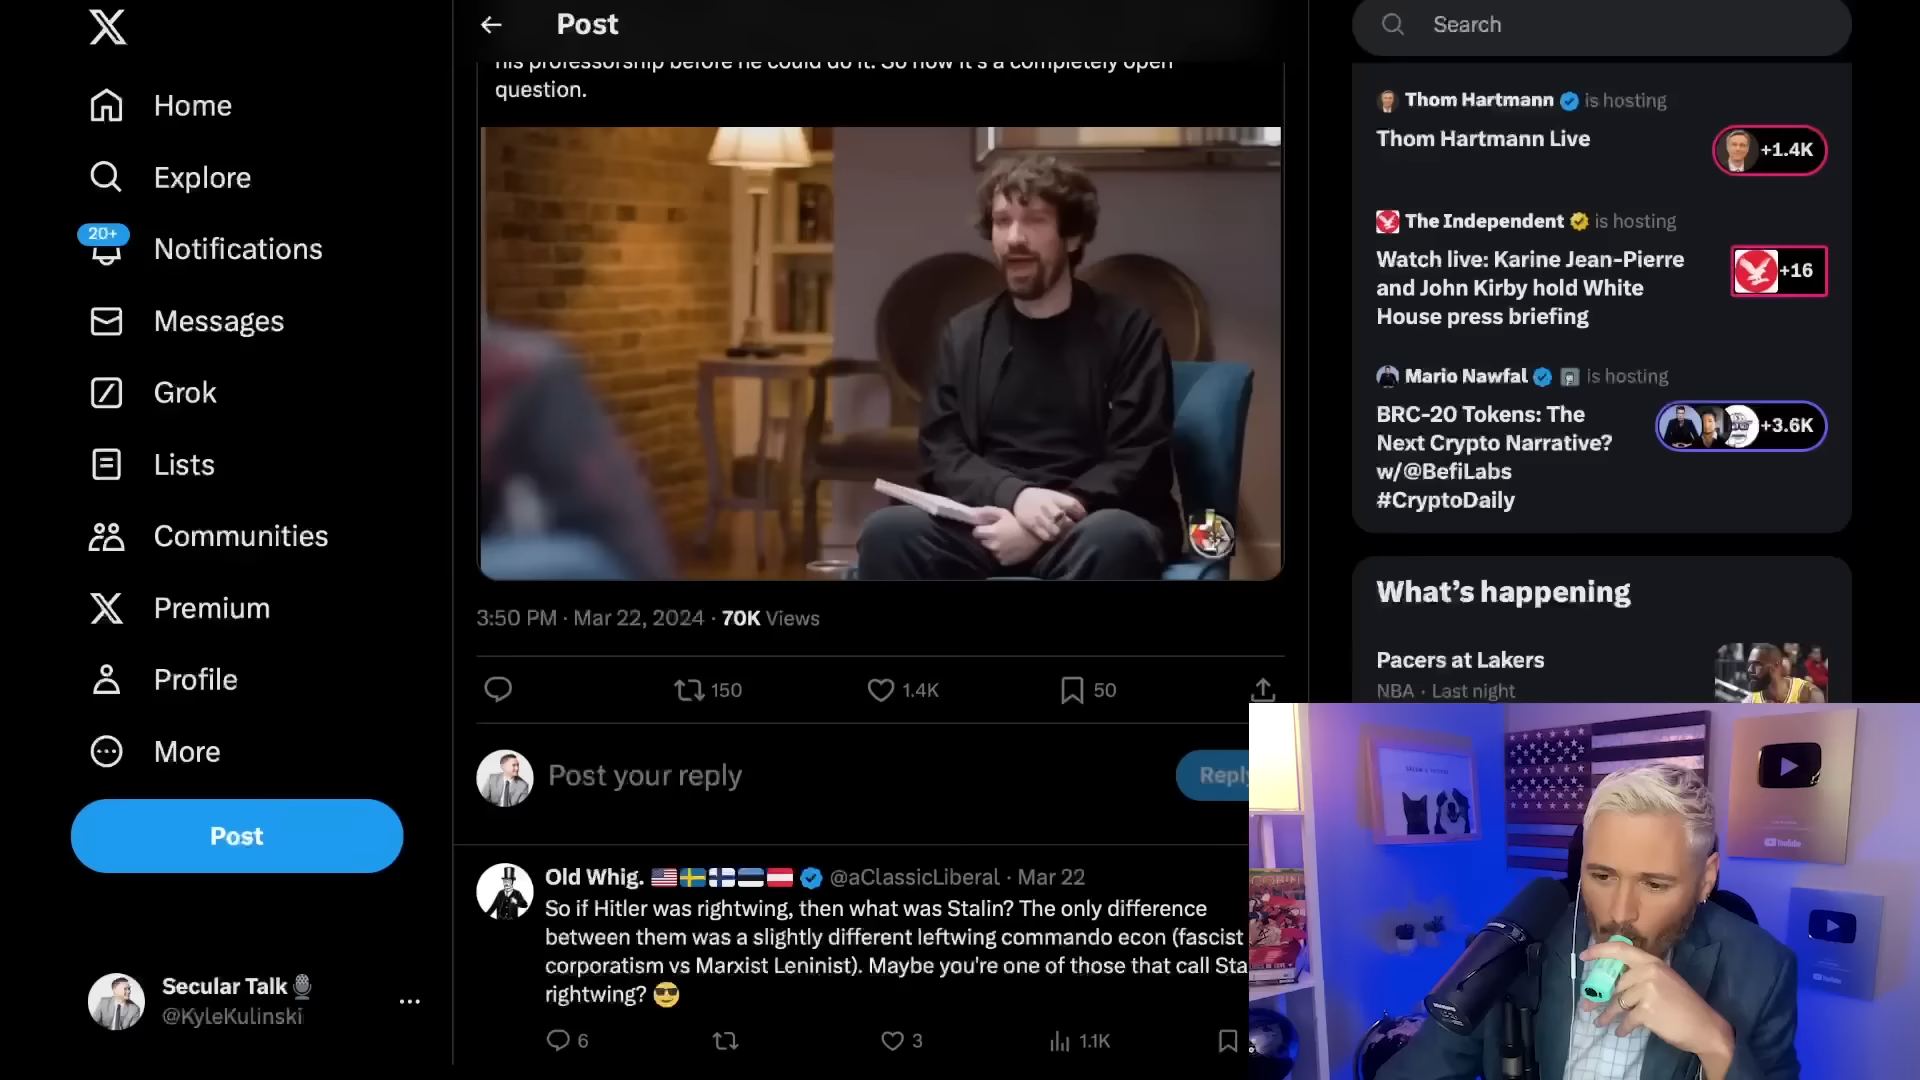 Home
Explore
20+
Notifications
Messages
Grok
Lists
Communities
Premium
Profile
More
Post
Secular Talk
@KyleKulinski
Post
his professorship before he could do it. So now it's a completely open
question.
3:50 PM · Mar 22, 2024 · 70K Views
150
1.4K
50
Post your reply
Reply
Old Whig. @aClassicLiberal · Mar 22
So if Hitler was rightwing, then what was Stalin? The only difference
between them was a slightly different leftwing commando econ (fascist
corporatism vs Marxist Leninist). Maybe you're one of those that call Sta
rightwing?
6
3
1.1K
Search
Thom Hartmann is hosting
Thom Hartmann Live
+1.4K
The Independent is hosting
Watch live: Karine Jean-Pierre
and John Kirby hold White
House press briefing
+16
Mario Nawfal is hosting
BRC-20 Tokens: The
Next Crypto Narrative?
w/@BefiLabs
#CryptoDaily
+3.6K
What's happening
Pacers at Lakers
NBA · Last night
YouTube
YouTube